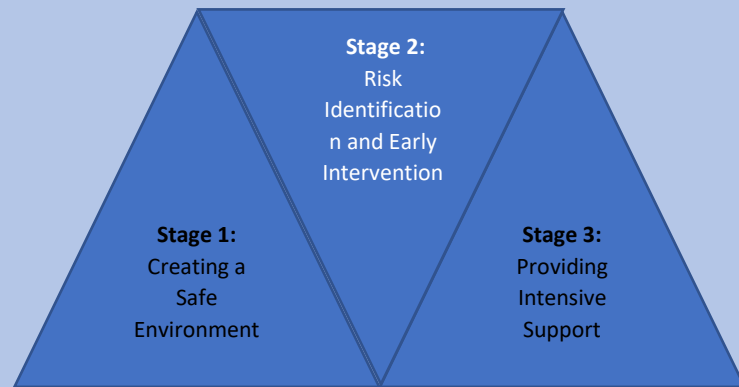 Stage 1:
Creating a
Safe
Environment
Stage 2:
Risk
Identificatio
n and Early
Intervention
Stage 3:
Providing
Intensive
Support